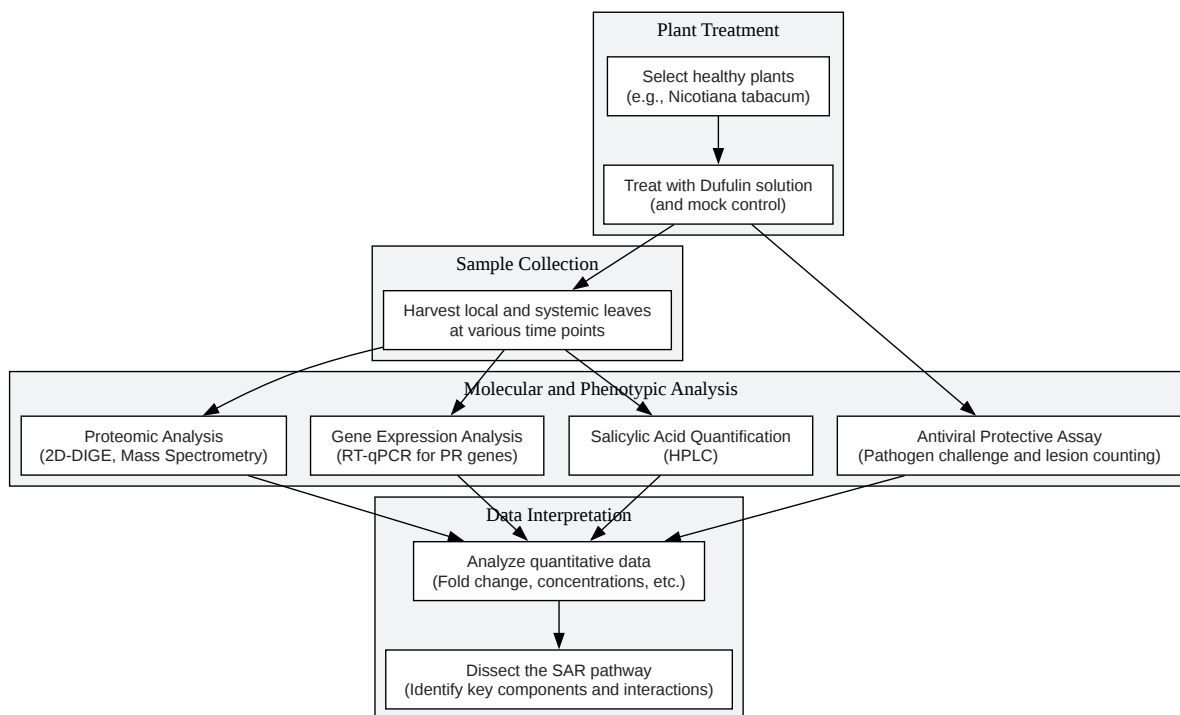 Plant Treatment
Select healthy plants
(e.g., Nicotiana tabacum)
Treat with Dufulin solution
(and mock control)
Sample Collection
Harvest local and systemic leaves
at various time points
Molecular and Phenotypic Analysis
Proteomic Analysis
(2D-DIGE, Mass Spectrometry)
Gene Expression Analysis
(RT-qPCR for PR genes)
Salicylic Acid Quantification
(HPLC)
Antiviral Protective Assay
(Pathogen challenge and lesion counting)
Data Interpretation
Analyze quantitative data
(Fold change, concentrations, etc.)
Dissect the SAR pathway
(Identify key components and interactions)